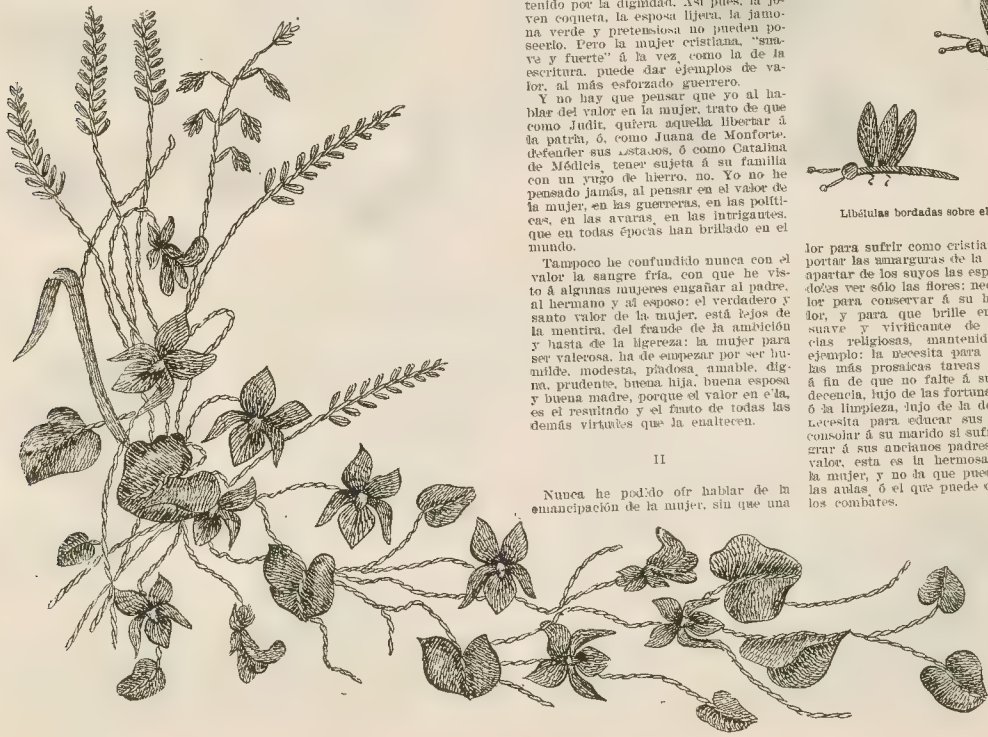 tenido por la dignidad. Así pues, la jo-
ven coqueta, la esposa lijera, la jamo-
na verde y pretensiosa no pueden po-
seerlo. Pero la mujer cristiana, "sua-
ve y fuerte" á la vez, como la de la
escritura, puede dar ejemplos de va-
lor, al más esforzado guerrero.
Y no hay que pensar que yo al ha-
blar del valor en la mujer, trato de que
como Judit, quiera aquella libertar á
la patria, ó, como Juana de Monforte,
defender sus Estados, ó como Catalina
de Médicis, tener sujeta á su familia
con un yugo de hierro, no. Yo no he
pensado jamás, al pensar en el valor de
la mujer, en las guerreras, en las políti-
cas, en las avaras, en las intrigantes,
que en todas épocas han brillado en el
mundo.
Tampoco he confundido nunca con el
valor la sangre fría, con que he vis-
to á algunas mujeres engañar al padre,
al hermano y al esposo: el verdadero y
santo valor de la mujer, está lejos de
la mentira, del fraude de la ambición
y hasta de la ligereza: la mujer para
ser valerosa, ha de empezar por ser hu-
milde, modesta, piadosa, amable, dig-
na, prudente, buena hija, buena esposa
y buena madre, porque el valor en ella,
es el resultado y el fruto de todas las
demás virtudes que la enaltecen.
II
Nunca he podido oír hablar de la
emancipación de la mujer, sin que una
Libélulas bordadas sobre el
lor para sufrir como cristia
portar las amarguras de la
apartar de los suyos las esp
doles ver sólo las flores: nec
lor para conservar á su h
lor, y para que brille en
suave y vivificante de
cias religiosas, mantenid
ejemplo: la necesita para
las más prosaicas tareas
á fin de que no falte á su
decencia, lujo de las fortuna
ó la limpieza, lujo de la de
necesita para educar sus
consolar á su marido si sufr
grar á sus ancianos padres
valor, esta es la hermosa
la mujer, y no la que pue
las aulas, ó el que puede
los combates.